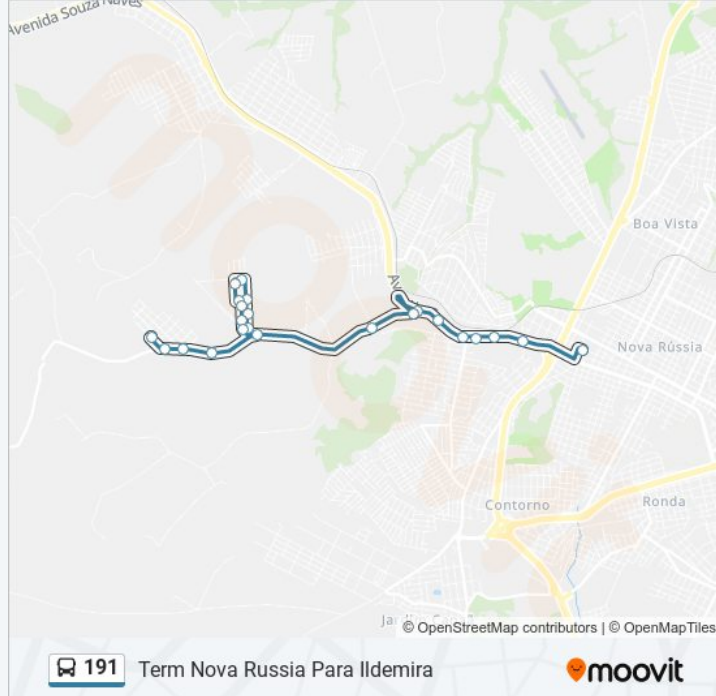 Avenida Souza Naves
Boa Vista
Nova Rússia
Contorno
Ronda
© OpenStreetMap contributors | © OpenMapTiles
191
Term Nova Russia Para Ildemira
moovit